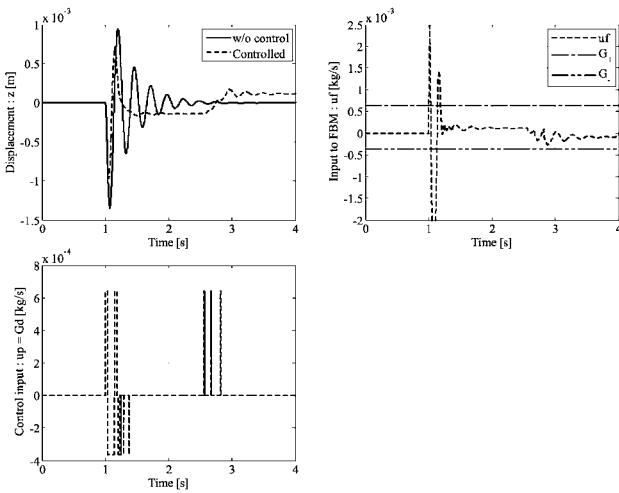 x 10^-3
1
0.5
0
-0.5
-1
-1.5
Displacement : z [m]
w/o control
Controlled
0 1 2 3 4
Time [s]
x 10^-3
2.5
2
1.5
1
0.5
0
-0.5
-1
-1.5
-2
Input to FBM : uf [kg/s]
uf
G+
G-
0 1 2 3 4
Time [s]
x 10^-4
8
6
4
2
0
-2
-4
Control input : up = Gd [kg/s]
0 1 2 3 4
Time [s]